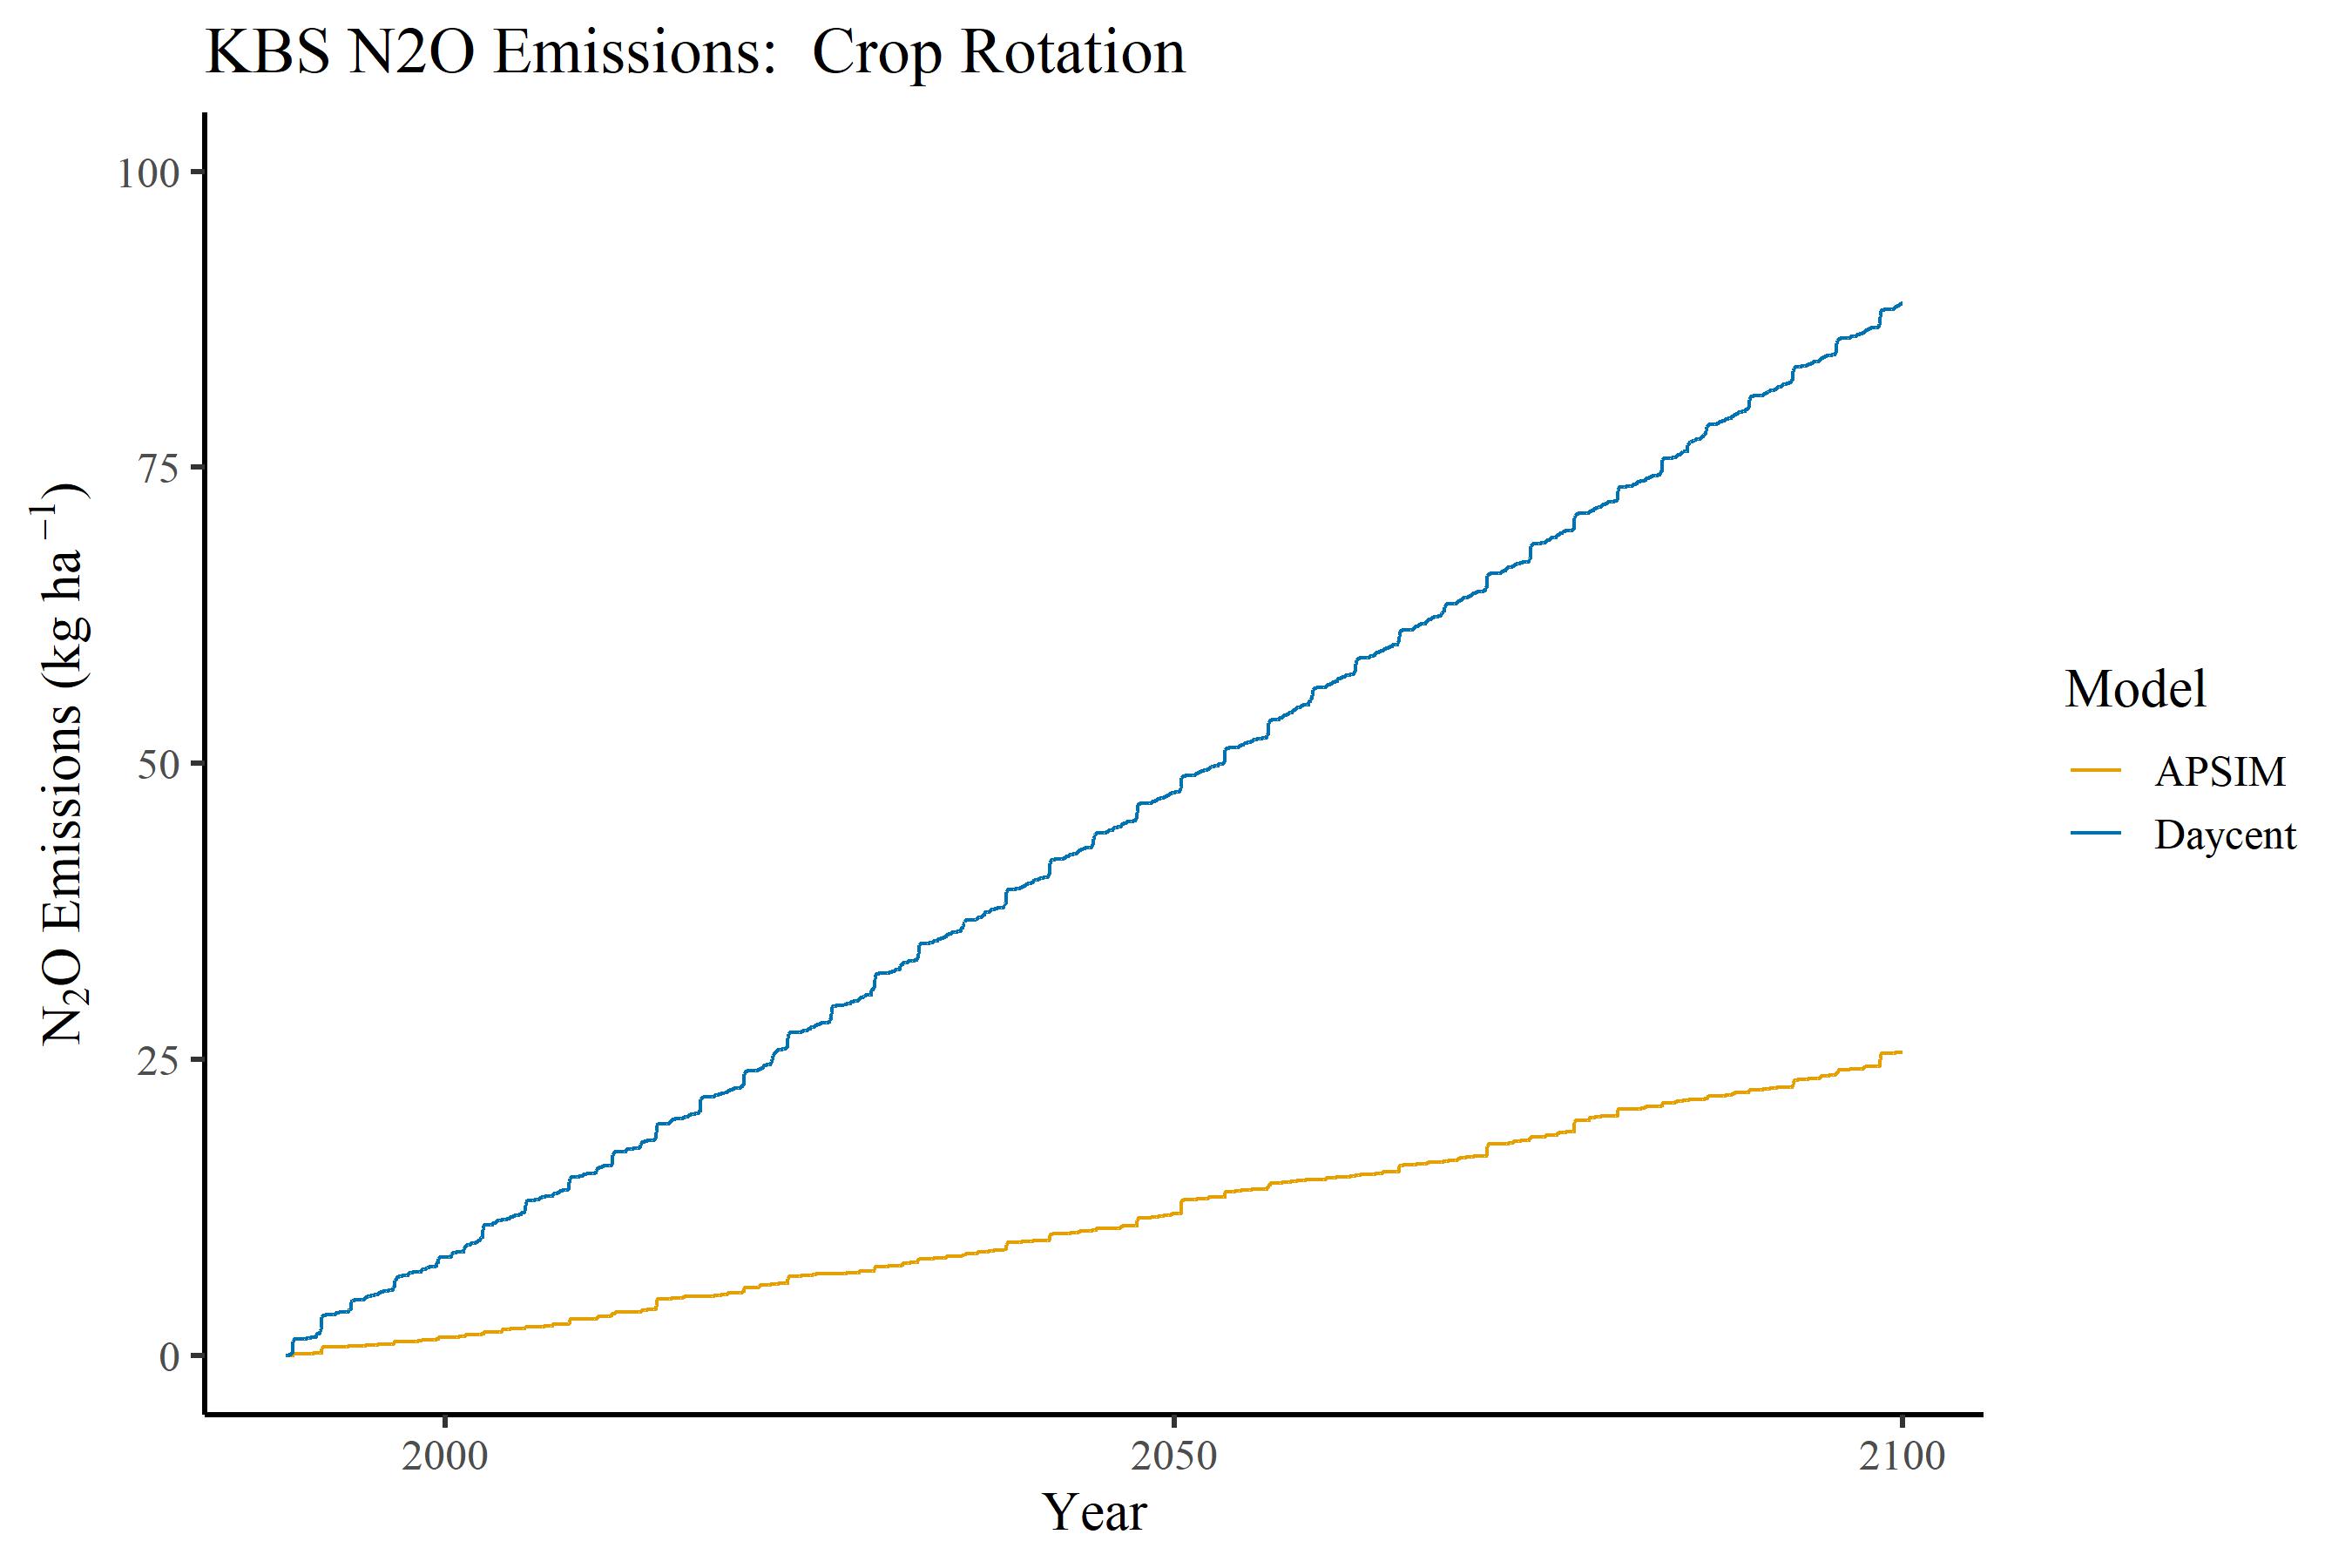 KBS N2O Emissions:  Crop Rotation
N₂O Emissions (kg ha ⁻¹)
100
75
50
25
0
2000
2050
2100
Year
Model
APSIM
Daycent